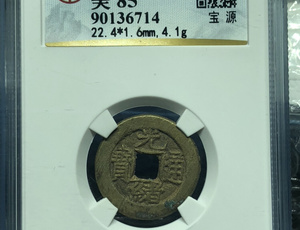 美 85
90136714
宝 源
22.4*1.6mm,4.1g
光
寶 通
緒